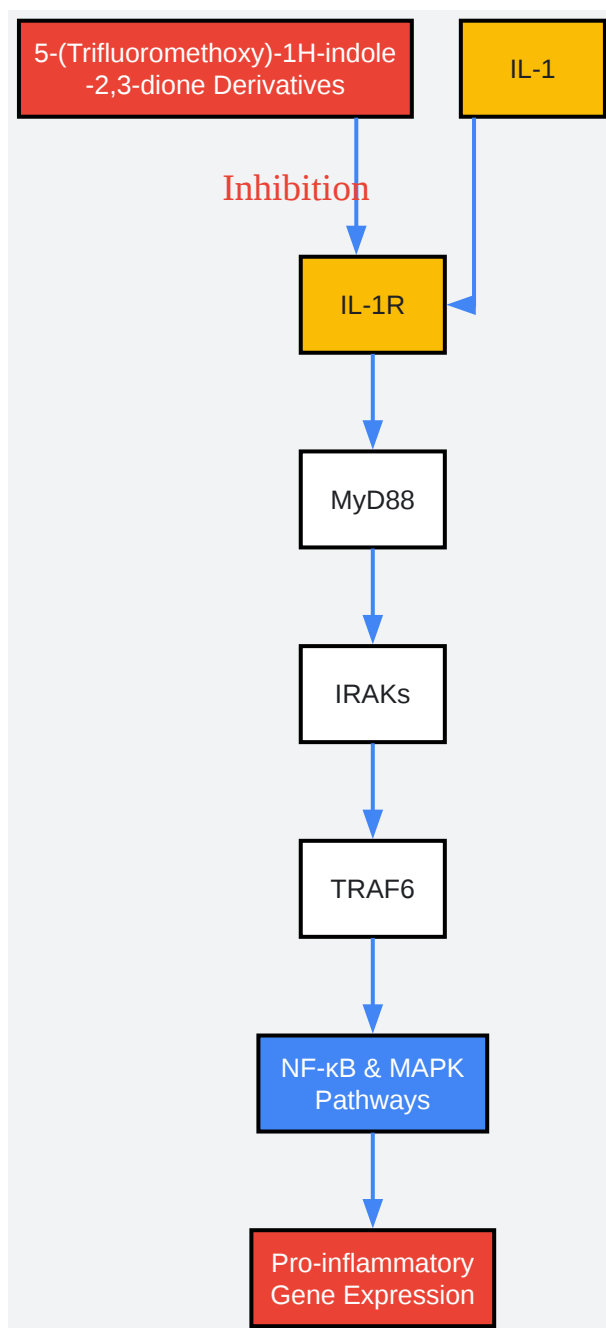 5-(Trifluoromethoxy)-1H-indole
-2,3-dione Derivatives
IL-1
Inhibition
IL-1R
MyD88
IRAKs
TRAF6
NF-κB & MAPK
Pathways
Pro-inflammatory
Gene Expression